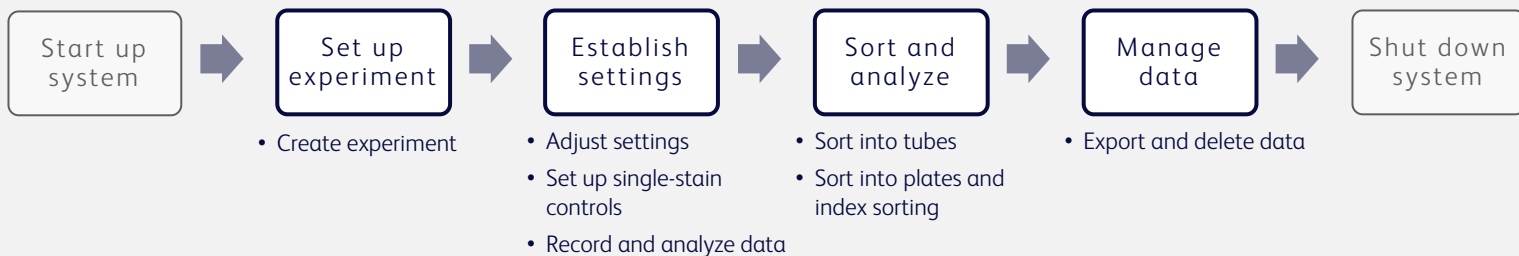 Start up
system
Set up
experiment
Establish
settings
Sort and
analyze
Manage
data
Shut down
system
• Create experiment
• Adjust settings
• Set up single-stain
controls
• Record and analyze data
• Sort into tubes
• Sort into plates and
index sorting
• Export and delete data